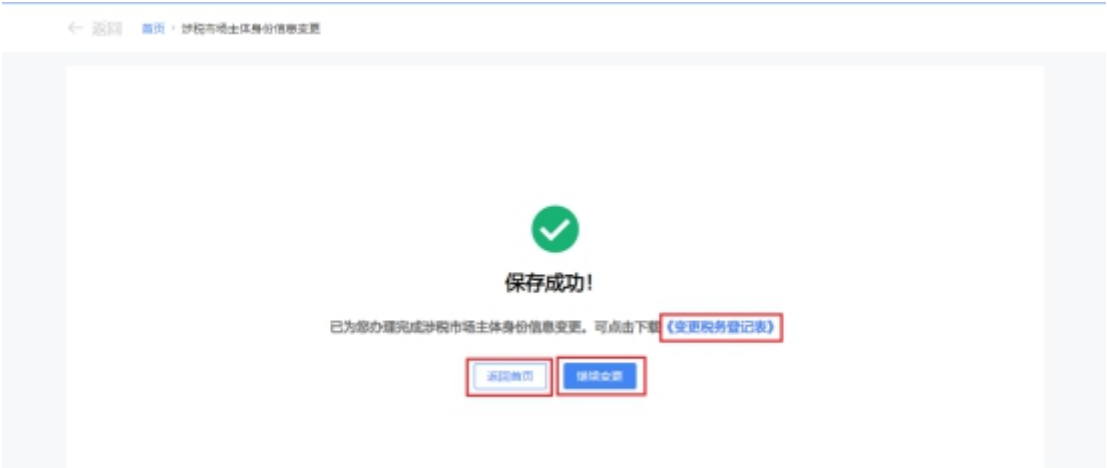 ← 返回 首页 › 涉税市场主体身份信息变更
保存成功！
已为您办理完成涉税市场主体身份信息变更。可点击下载《变更税务登记表》
返回首页 继续变更